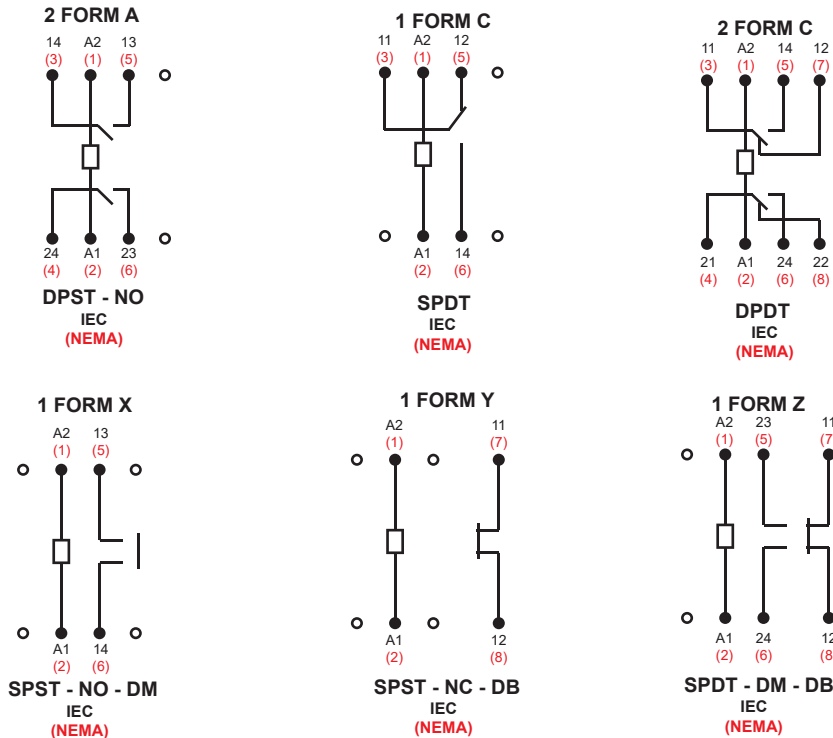 2 FORM A
14 A2 13
(3) (1) (5)
24 A1 23
(4) (2) (6)
DPST - NO
IEC
(NEMA)
1 FORM C
11 A2 12
(3) (1) (5)
A1 14
(2) (6)
SPDT
IEC
(NEMA)
2 FORM C
11 A2 14 12
(3) (1) (5) (7)
21 A1 24 22
(4) (2) (6) (8)
DPDT
IEC
(NEMA)
1 FORM X
A2 13
(1) (5)
A1 14
(2) (6)
SPST - NO - DM
IEC
(NEMA)
1 FORM Y
A2 11
(1) (7)
A1 12
(2) (8)
SPST - NC - DB
IEC
(NEMA)
1 FORM Z
A2 23 11
(1) (5) (7
A1 24 12
(2) (6) (8
SPDT - DM - DB
IEC
(NEMA)